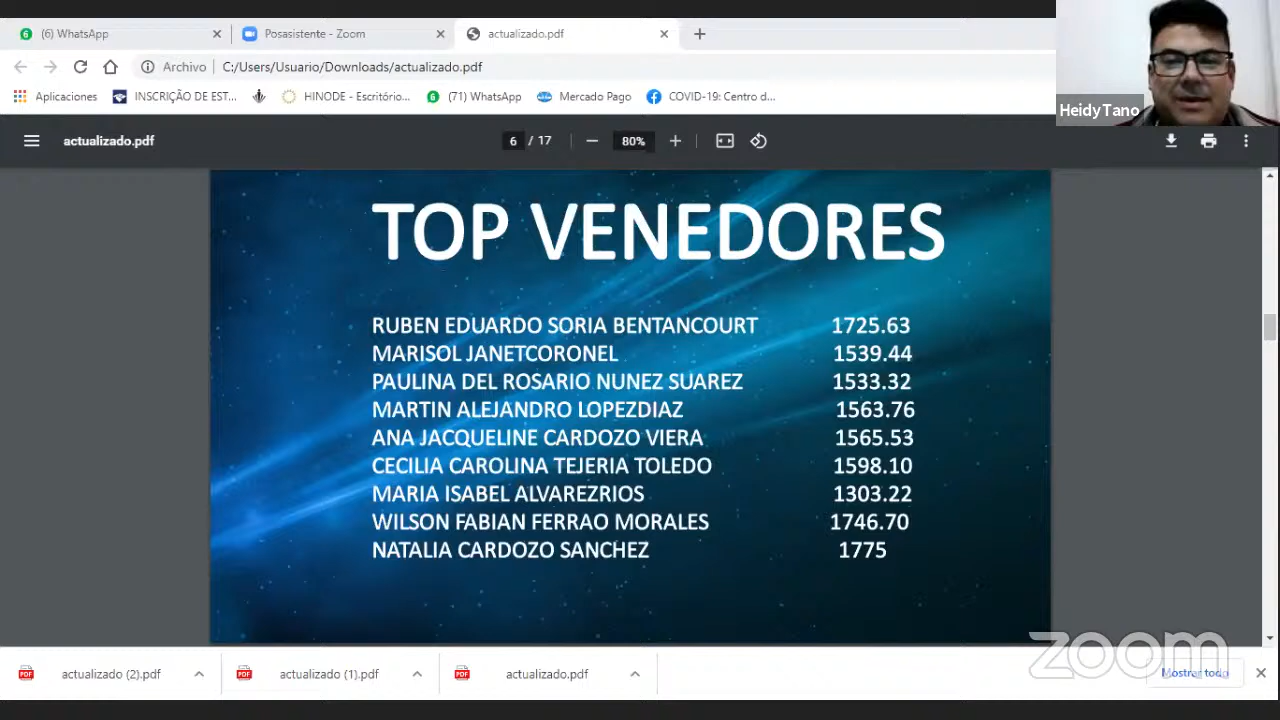 (6) WhatsApp
Posasistente - Zoom
actualizado.pdf
Archivo
C:/Users/Usuario/Downloads/actualizado.pdf
Aplicaciones
INSCRIÇÃO DE EST...
HINODE - Escritório...
(71) WhatsApp
Mercado Pago
COVID-19: Centro d...
Heidy Tano
actualizado.pdf
6 / 17
80%
TOP VENEDORES
RUBEN EDUARDO SORIA BENTANCOURT 1725.63
MARISOL JANETCORONEL 1539.44
PAULINA DEL ROSARIO NUNEZ SUAREZ 1533.32
MARTIN ALEJANDRO LOPEZDIAZ 1563.76
ANA JACQUELINE CARDOZO VIERA 1565.53
CECILIA CAROLINA TEJERIA TOLEDO 1598.10
MARIA ISABEL ALVAREZRIOS 1303.22
WILSON FABIAN FERRAO MORALES 1746.70
NATALIA CARDOZO SANCHEZ 1775
zoom
actualizado (2).pdf
actualizado (1).pdf
actualizado.pdf
Mostrar todo